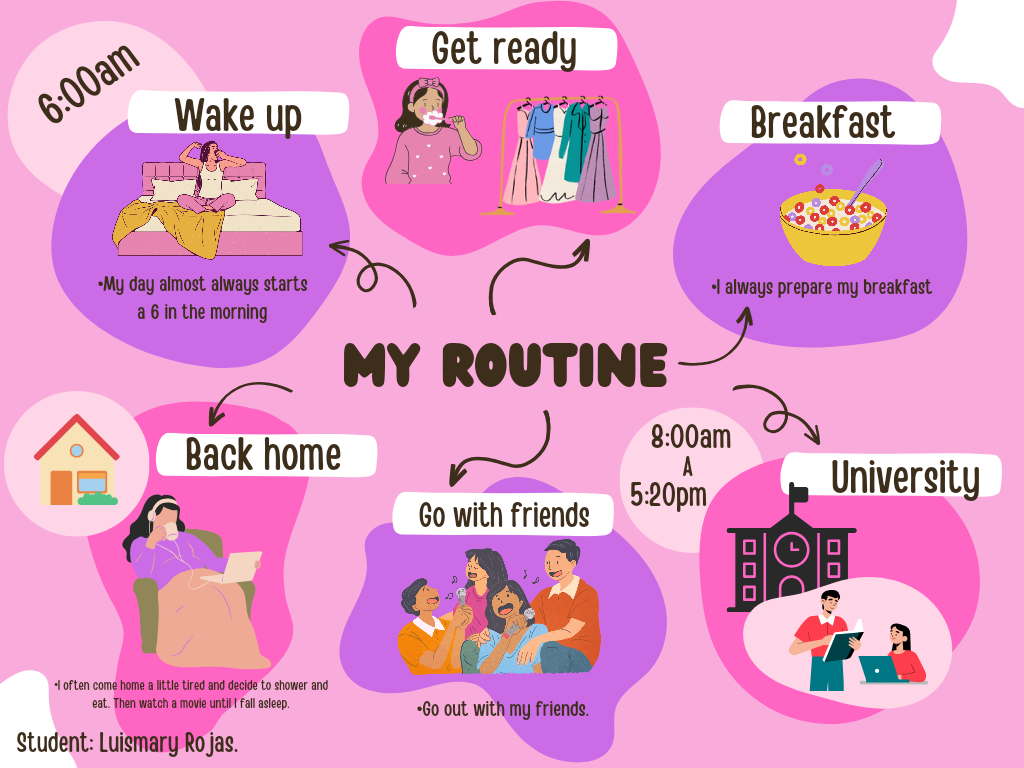 6:00am
Wake up
•My day almost always starts
a 6 in the morning
Get ready
Breakfast
•I always prepare my breakfast
MY ROUTINE
8:00am
A
5:20pm
University
Go with friends
•Go out with my friends.
Back home
•I often come home a little tired and decide to shower and
eat. Then watch a movie until I fall asleep.
Student: Luismary Rojas.